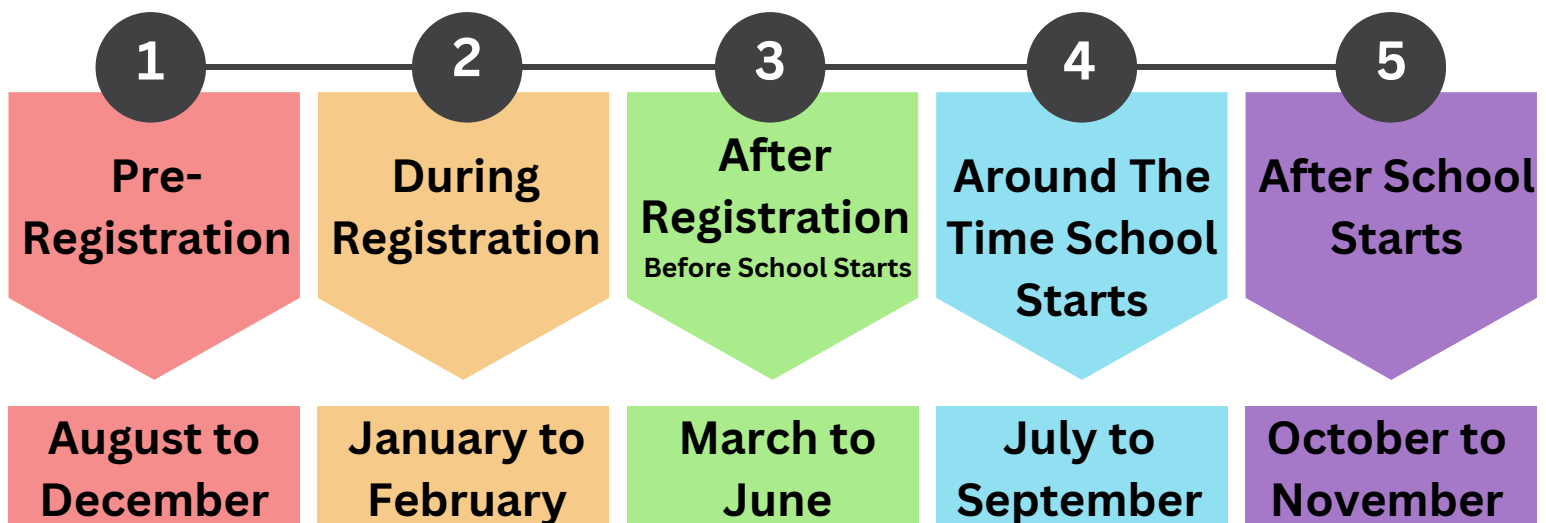 1
2
3
4
5
Pre-
Registration
During
Registration
After
Registration
Before School Starts
Around The
Time School
Starts
After School
Starts
August to
December
January to
February
March to
June
July to
September
October to
November